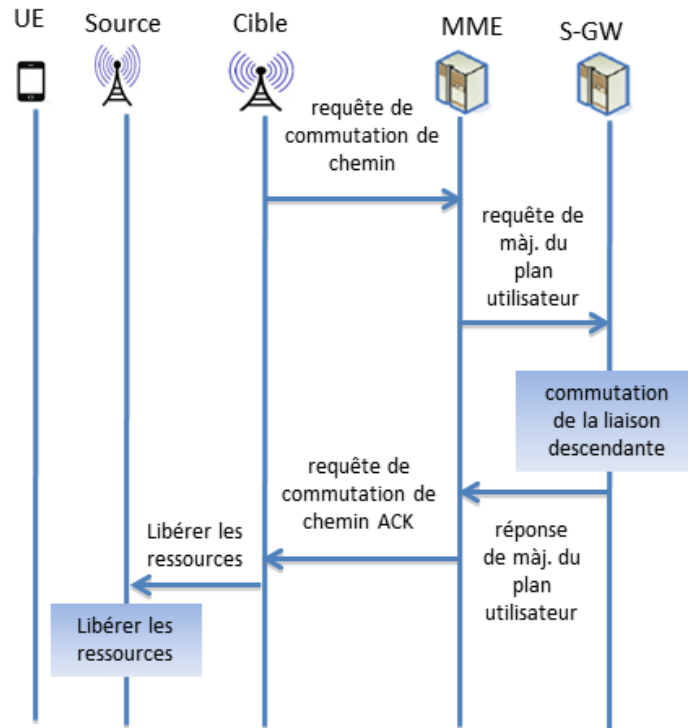 UE
Source
Cible
MME
S-GW
requête de
commutation de
chemin
requête de
màj. du
plan
utilisateur
commutation
de la liaison
descendante
requête de
commutation de
chemin ACK
Libérer les
ressources
réponse
de màj. du
plan
utilisateur
Libérer les
ressources